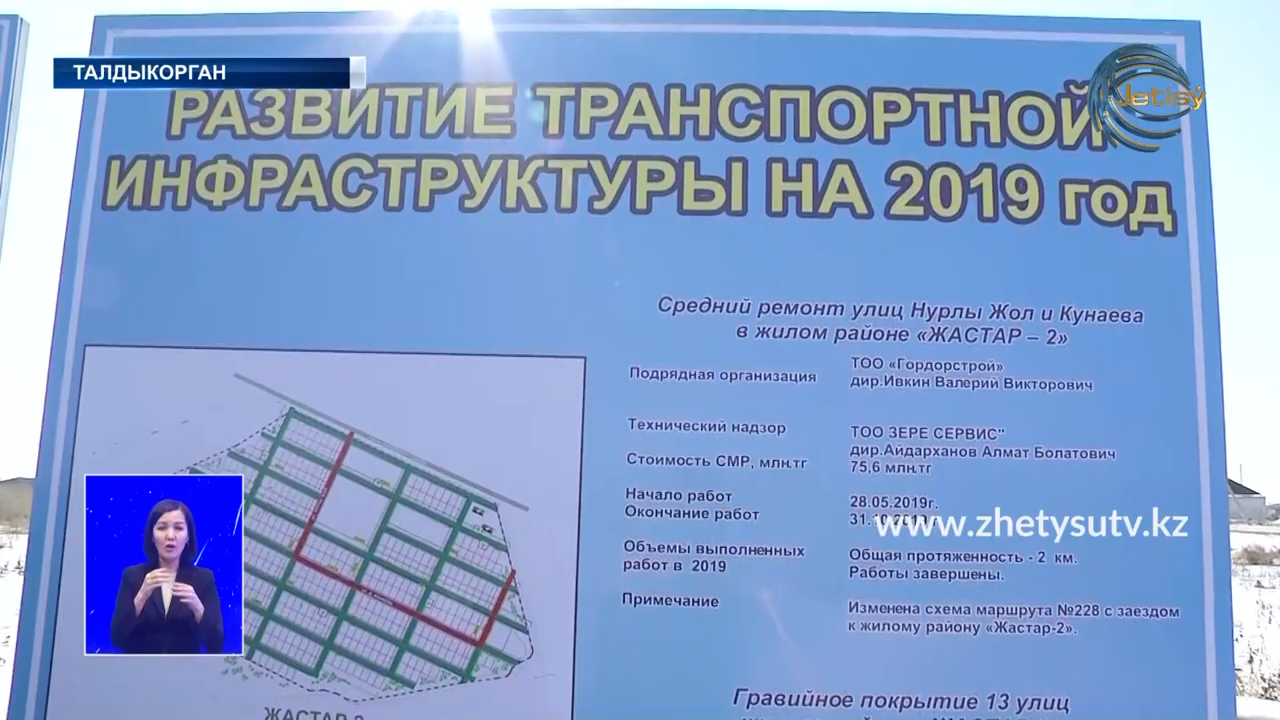 ТАЛДЫКОРГАН
Jetisý
РАЗВИТИЕ ТРАНСПОРТНОЙ
ИНФРАСТРУКТУРЫ НА 2019 год
Средний ремонт улиц Нурлы Жол и Кунаева
в жилом районе «ЖАСТАР – 2»
Подрядная организация
ТОО «Гордорстрой»
дир.Ивкин Валерий Викторович
Технический надзор
ТОО ЗЕРЕ СЕРВИС"
дир.Айдарханов Алмат Болатович
Стоимость СМР, млн.тг
75,6 млн.тг
Начало работ
28.05.2019г.
Окончание работ
www.zhetysutv.kz
Объемы выполненных
работ в 2019
Общая протяженность - 2 км.
Работы завершены.
Примечание
Изменена схема маршрута №228 с заездом
к жилому району «Жастар-2».
Гравийное покрытие 13 улиц